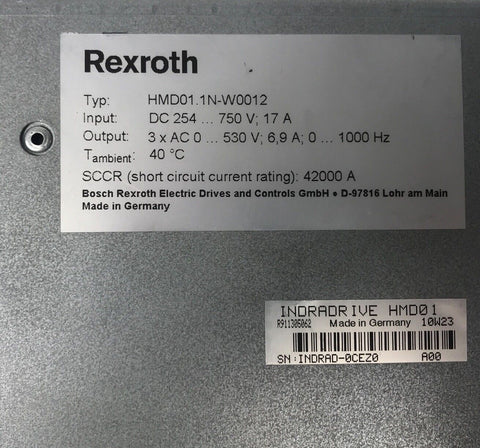 Rexroth
Typ: HMD01.1N-W0012
Input: DC 254 ... 750 V; 17 A
Output: 3 x AC 0 ... 530 V; 6,9 A; 0 ... 1000 Hz
Tambient: 40 °C
SCCR (short circuit current rating): 42000 A
Bosch Rexroth Electric Drives and Controls GmbH ● D-97816 Lohr am Main
Made in Germany
INDRADRIVE HMD01
R911305062 Made in Germany 10W23
SN:INDRAD-0CEZ0 A00